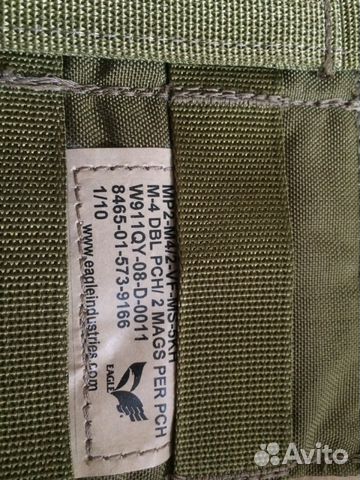 MP2-M4/2-VF-MS-5KH
M-4 DBL PCH/ 2 MAGS PER PCH
W911QY-08-D-0011
8465-01-573-9166
1/10
www.eagleindustries.com
EAGLE
Avito